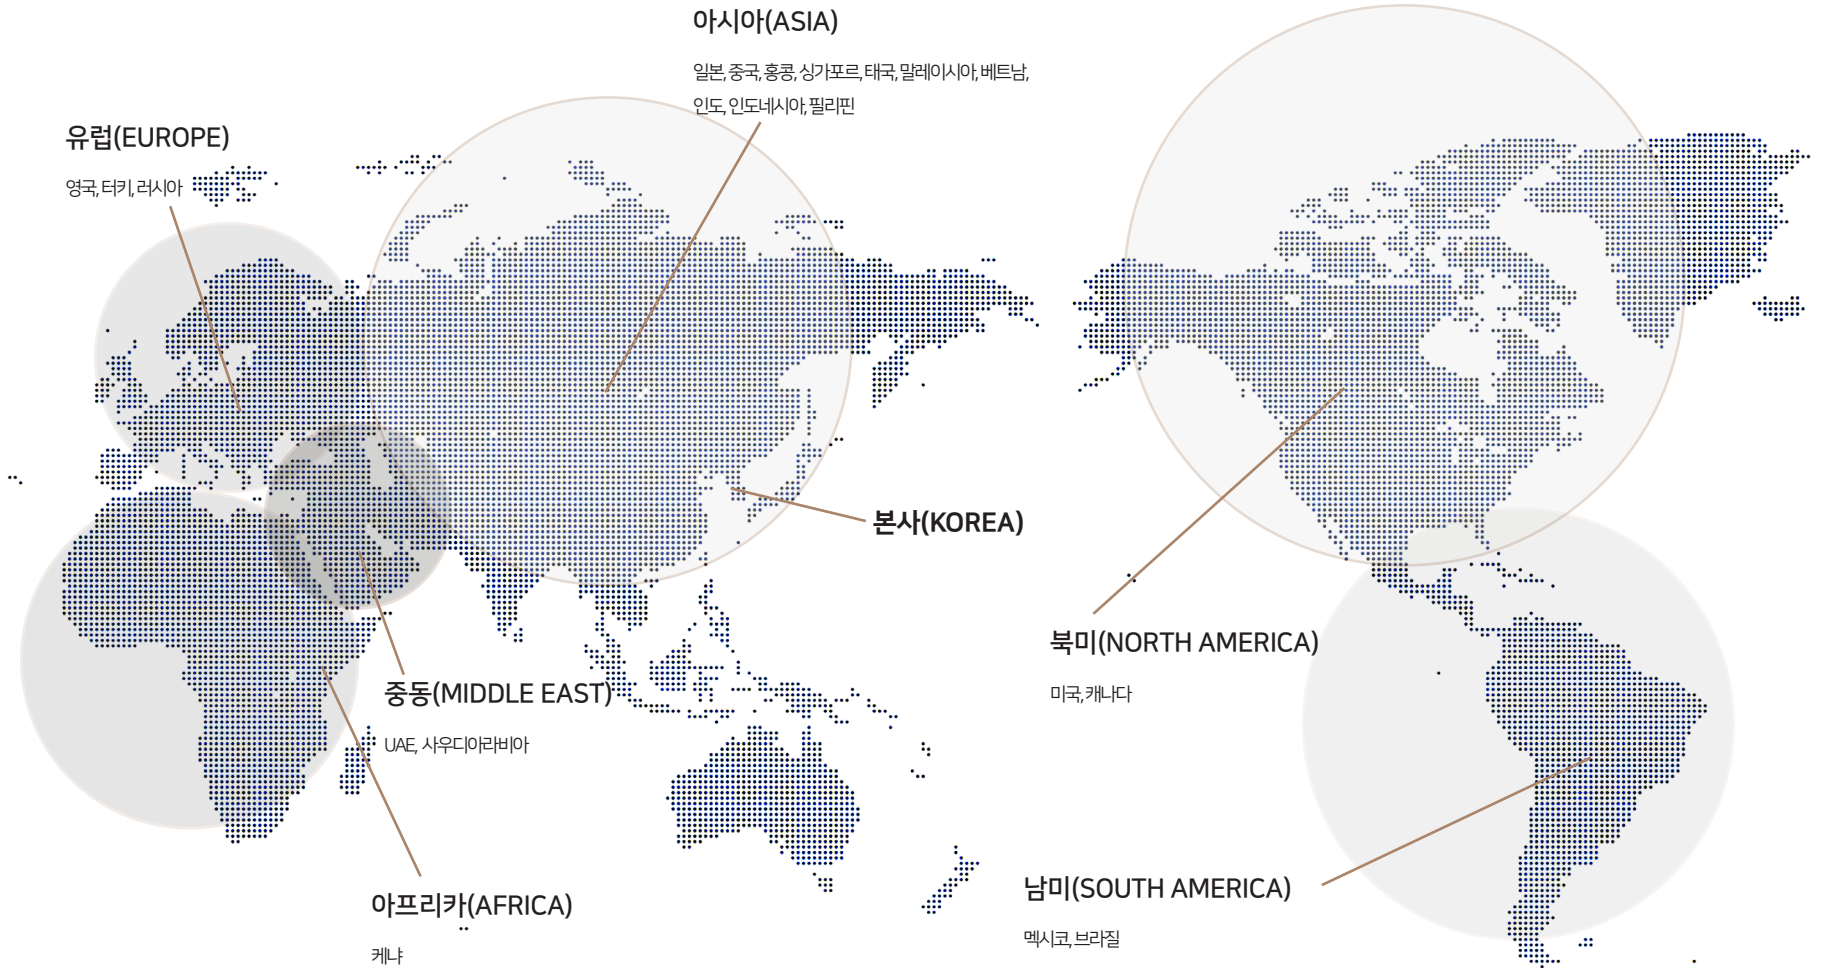 아시아(ASIA)
일본, 중국, 홍콩, 싱가포르, 태국, 말레이시아, 베트남,
인도, 인도네시아, 필리핀
유럽(EUROPE)
영국, 터키, 러시아
본사(KOREA)
북미(NORTH AMERICA)
미국, 캐나다
중동(MIDDLE EAST)
UAE, 사우디아라비아
남미(SOUTH AMERICA)
멕시코, 브라질
아프리카(AFRICA)
케냐